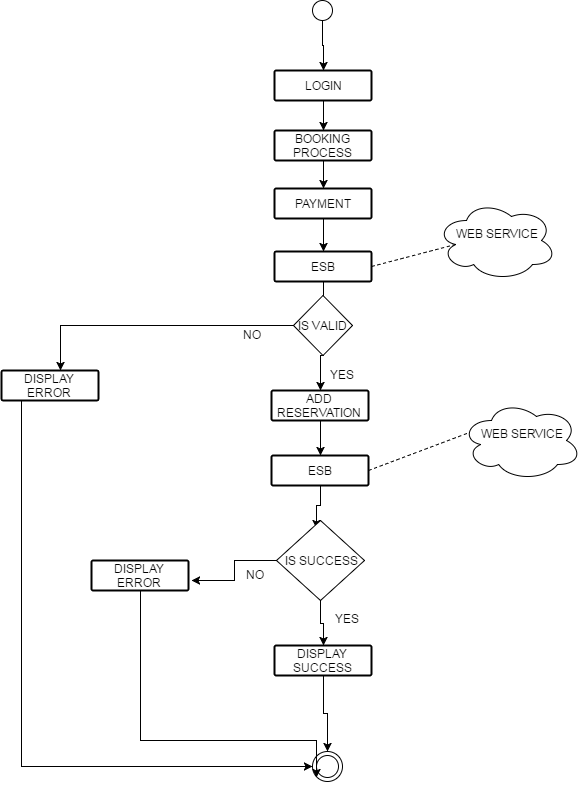 LOGIN
BOOKING
PROCESS
PAYMENT
WEB SERVICE
ESB
IS VALID
NO
DISPLAY
ERROR
YES
ADD
RESERVATION
WEB SERVICE
ESB
IS SUCCESS
DISPLAY
ERROR
NO
YES
DISPLAY
SUCCESS